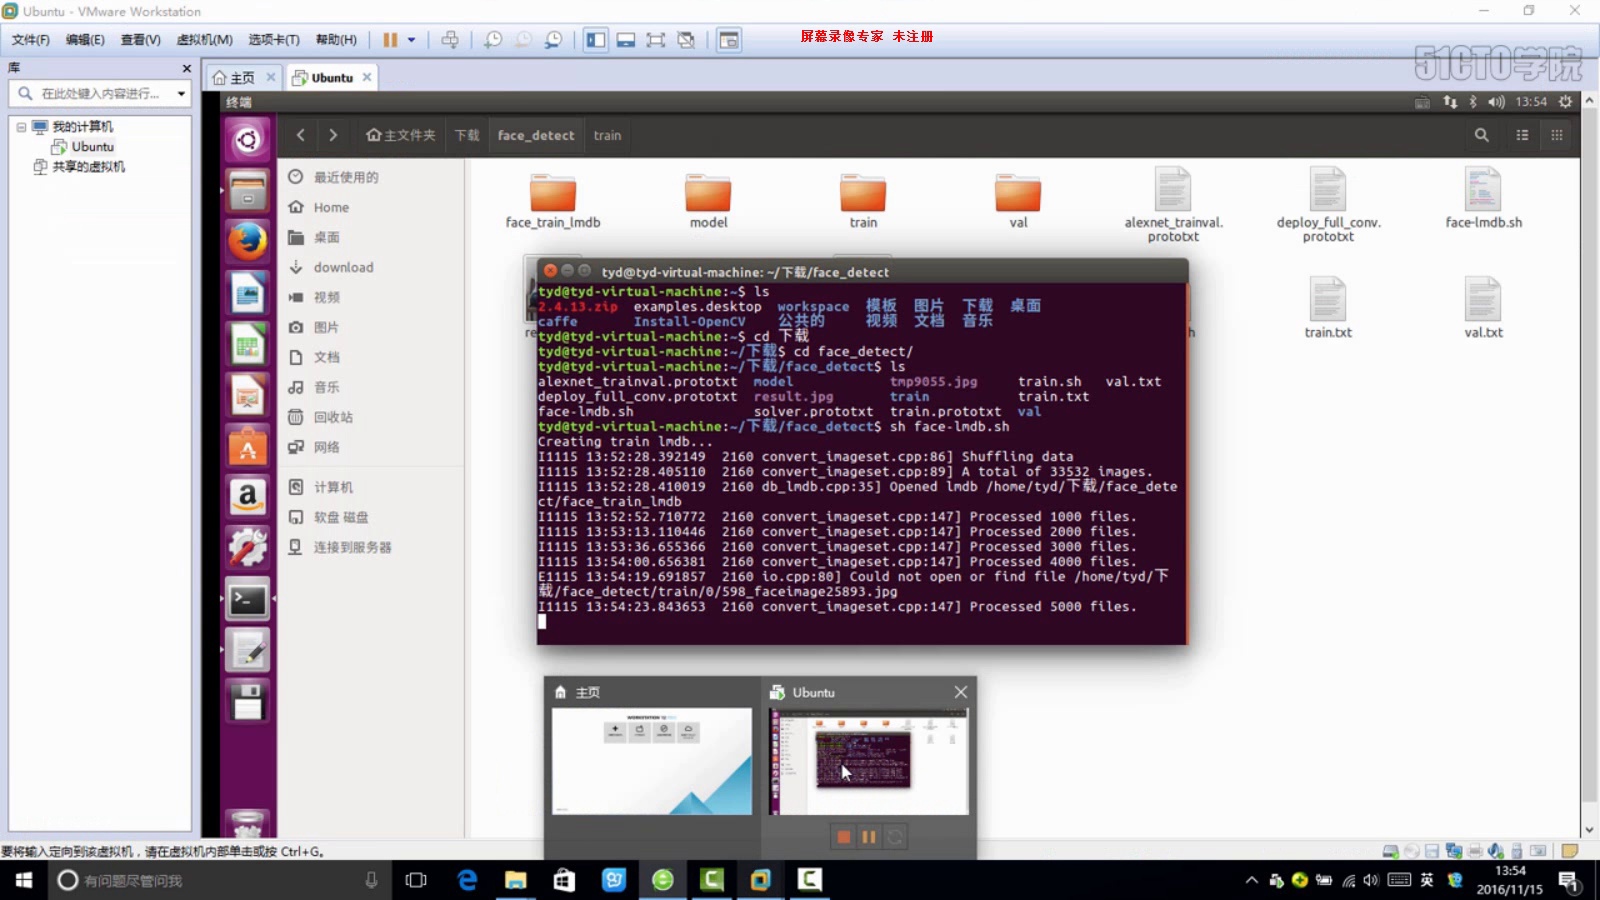 Ubuntu - VMware Workstation
文件(F) 编辑(E) 查看(V) 虚拟机(M) 选项卡(T) 帮助(H)
屏幕录像专家 未注册
51CTO学院
库
主页
Ubuntu
在此处键入内容进行...
我的计算机
Ubuntu
共享的虚拟机
终端
13:54
主文件夹 下载 face_detect train
最近使用的
Home
桌面
download
视频
图片
文档
音乐
回收站
网络
计算机
软盘 磁盘
连接到服务器
face_train_lmdb
model
train
val
alexnet_trainval.
prototxt
deploy_full_conv.
prototxt
face-lmdb.sh
train.txt
val.txt
tyd@tyd-virtual-machine: ~/下载/face_detect
tyd@tyd-virtual-machine:~$ ls
2.4.13.zip examples.desktop workspace 模板 图片 下载 桌面
caffe Install-OpenCV 公共的 视频 文档 音乐
tyd@tyd-virtual-machine:~$ cd 下载
tyd@tyd-virtual-machine:~/下载$ cd face_detect/
tyd@tyd-virtual-machine:~/下载/face_detect$ ls
alexnet_trainval.prototxt model tmp9055.jpg train.sh val.txt
deploy_full_conv.prototxt result.jpg train train.txt
face-lmdb.sh solver.prototxt train.prototxt val
tyd@tyd-virtual-machine:~/下载/face_detect$ sh face-lmdb.sh
Creating train lmdb...
I1115 13:52:28.392149 2160 convert_imageset.cpp:86] Shuffling data
I1115 13:52:28.405110 2160 convert_imageset.cpp:89] A total of 33532 images.
I1115 13:52:28.410019 2160 db_lmdb.cpp:35] Opened lmdb /home/tyd/下载/face_dete
ct/face_train_lmdb
I1115 13:52:52.710772 2160 convert_imageset.cpp:147] Processed 1000 files.
I1115 13:53:13.110446 2160 convert_imageset.cpp:147] Processed 2000 files.
I1115 13:53:36.655366 2160 convert_imageset.cpp:147] Processed 3000 files.
I1115 13:54:00.656381 2160 convert_imageset.cpp:147] Processed 4000 files.
E1115 13:54:19.691857 2160 io.cpp:80] Could not open or find file /home/tyd/下
载/face_detect/train/0/598_faceimage25893.jpg
I1115 13:54:23.843653 2160 convert_imageset.cpp:147] Processed 5000 files.
主页
Ubuntu
要将输入定向到该虚拟机，请在虚拟机内部单击或按 Ctrl+G。
有问题尽管问我
英
13:54
2016/11/15
1